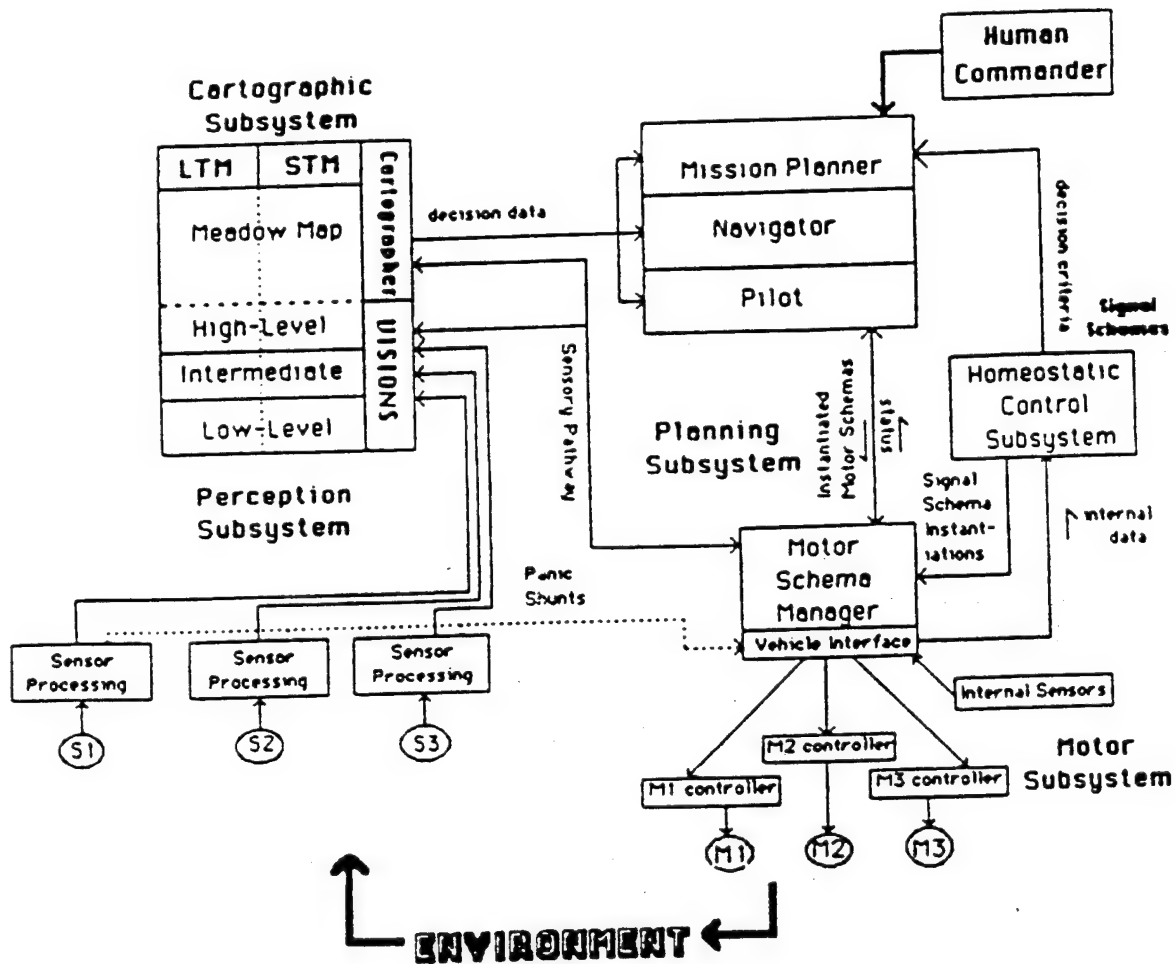 Human
Commander
Cartographic
Subsystem
LTM
STM
Cartographer
Meadow Map
decision data
Mission Planner
Navigator
Pilot
decision criteria
Signal
Schemas
High-Level
Intermediate
Low-Level
VISIONS
Sensory Pathway
Planning
Subsystem
Instantiated
Motor Schemas
status
Homeostatic
Control
Subsystem
Perception
Subsystem
Signal
Schema
Instant-
iations
internal
data
Motor
Schema
Manager
Vehicle Interface
Panic
Shunts
Sensor
Processing
Sensor
Processing
Sensor
Processing
S1
S2
S3
Internal Sensors
M2 controller
M1 controller
M3 controller
Motor
Subsystem
M1
M2
M3
ENVIRONMENT